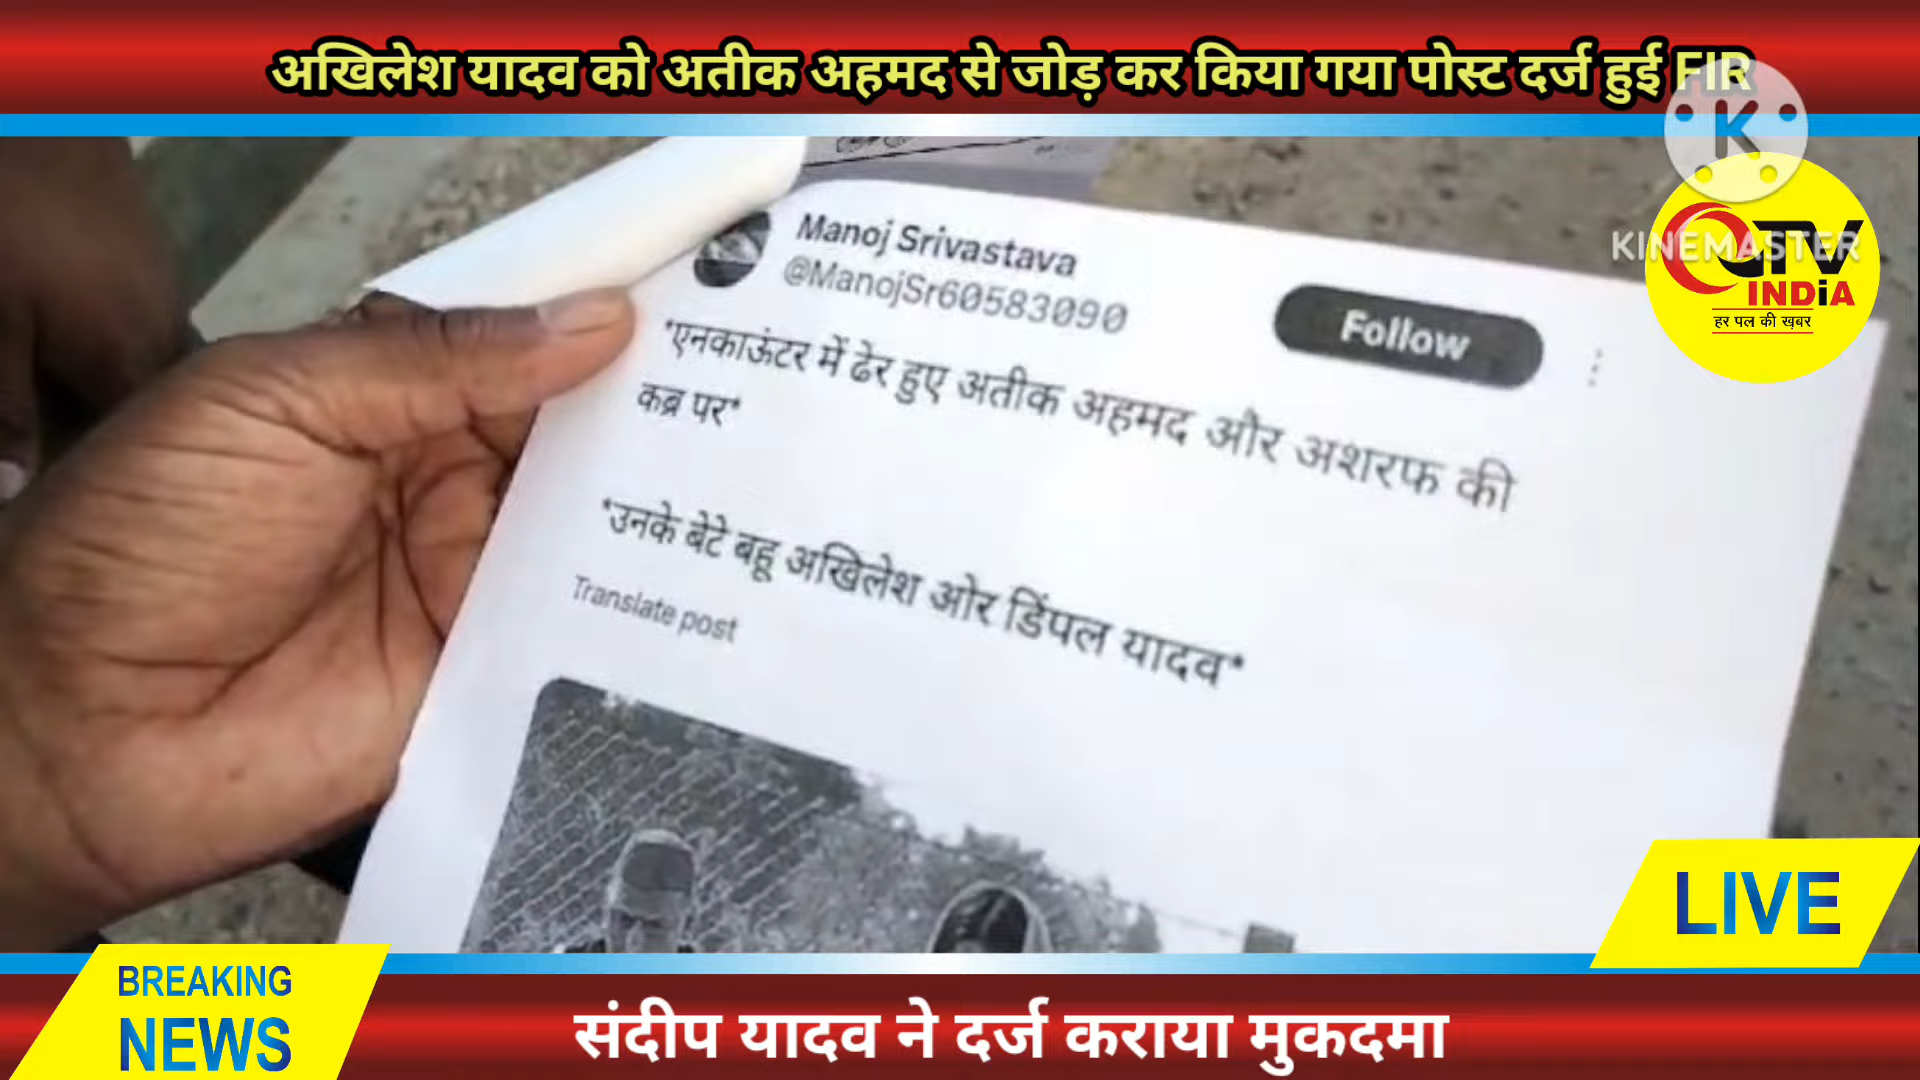 अखिलेश यादव को अतीक अहमद से जोड़ कर किया गया पोस्ट दर्ज हुई FIR
K
KINEMASTER
QTV
INDiA
हर पल की ख़बर
Manoj Srivastava
@ManojSr60583090
Follow
*एनकाऊंटर में ढेर हुए अतीक अहमद और अशरफ की
कब्र पर*
*उनके बेटे बहू अखिलेश ओर डिंपल यादव*
Translate post
LIVE
BREAKING
NEWS
संदीप यादव ने दर्ज कराया मुकदमा